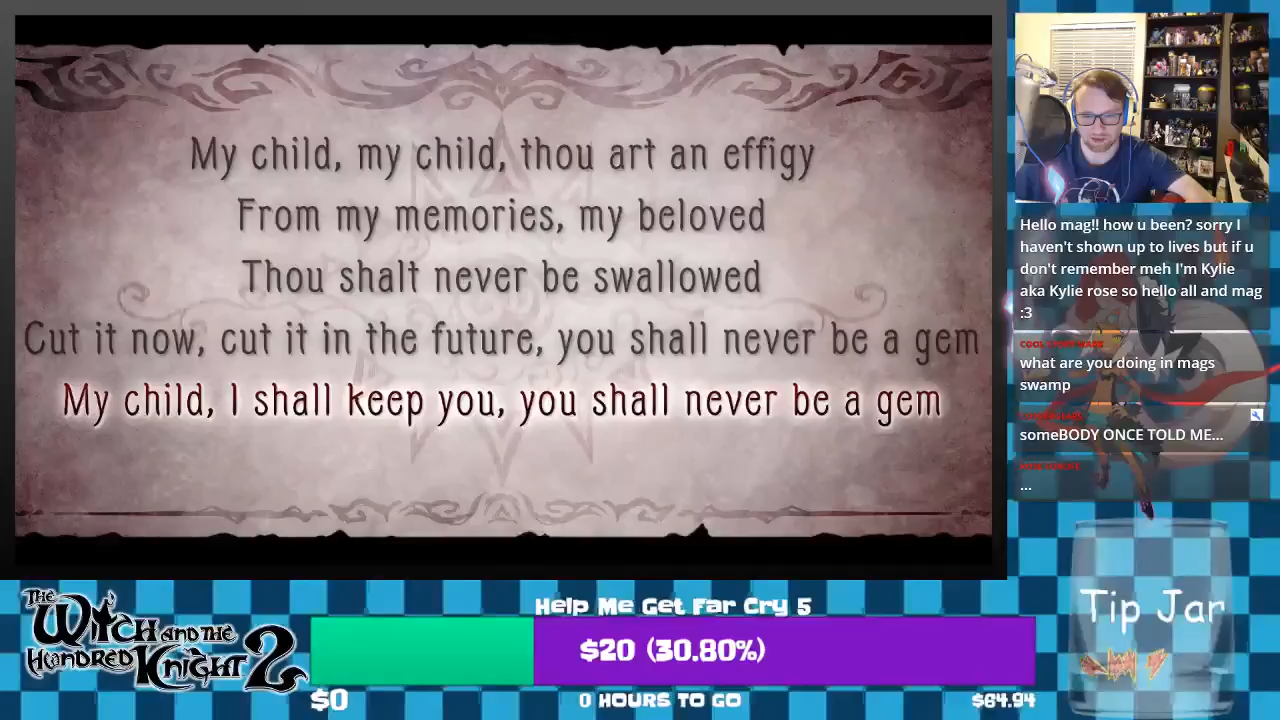 My child, my child, thou art an effigy
From my memories, my beloved
Thou shalt never be swallowed
Cut it now, cut it in the future, you shall never be a gem
My child, I shall keep you, you shall never be a gem
Hello mag!! how u been? sorry I
haven't shown up to lives but if u
don't remember meh I'm Kylie
aka Kylie rose so hello all and mag
:3
what are you doing in mags
swamp
someBODY ONCE TOLD ME...
...
THE WITCH AND THE HUNDRED KNIGHT 2
Help Me Get Far Cry 5
$20 (30.80%)
$0
0 HOURS TO GO
$64.94
Tip Jar